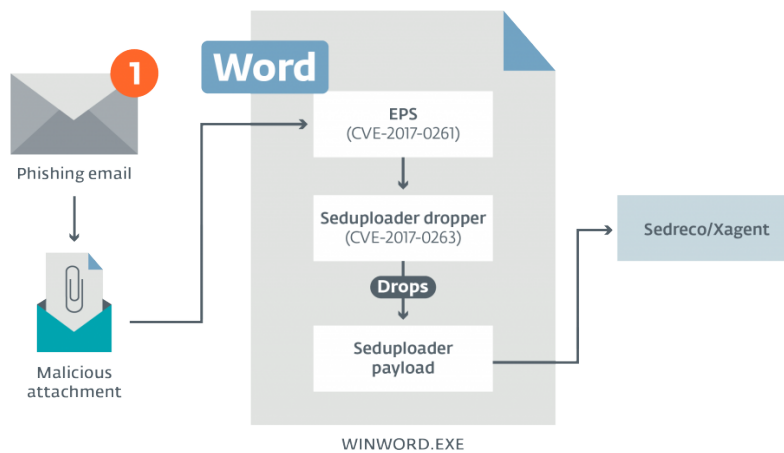 1
Word
Phishing email
Malicious
attachment
EPS
(CVE-2017-0261)
Seduploader dropper
(CVE-2017-0263)
Drops
Seduploader
payload
Sedreco/Xagent
WINWORD.EXE